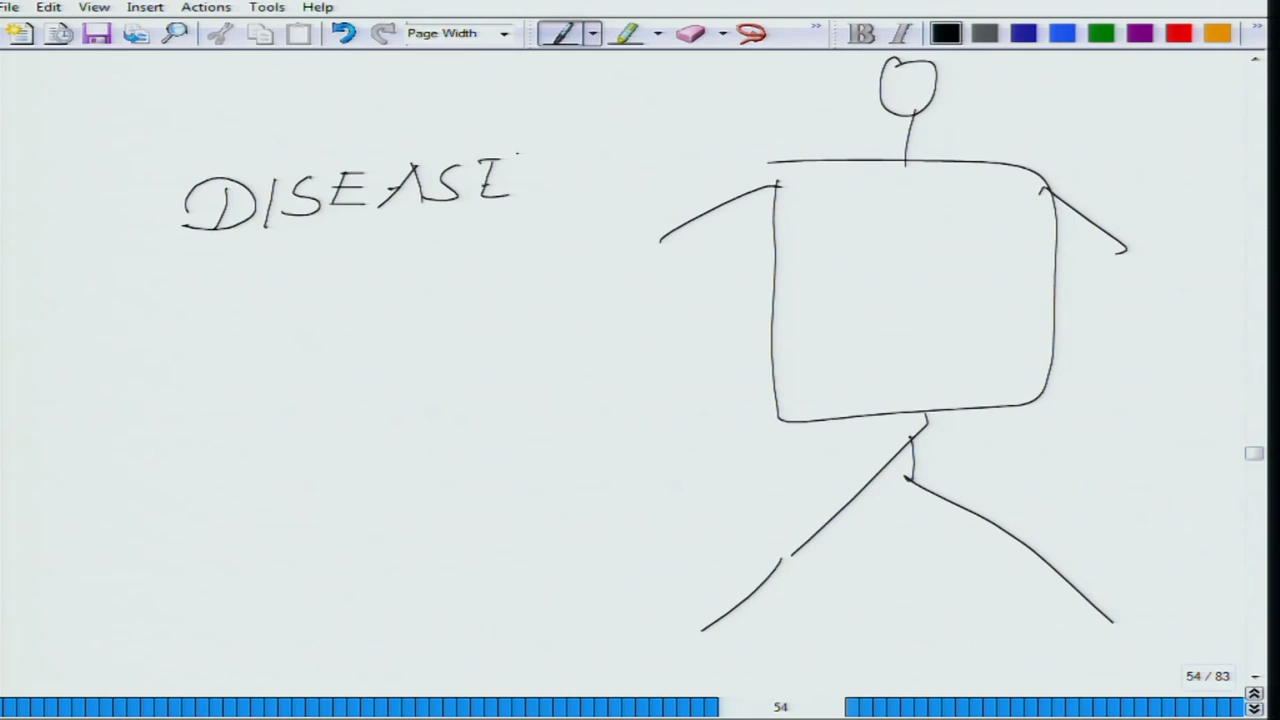 File Edit View Insert Actions Tools Help
Page Width
B I
DISEASE
54 / 83
54